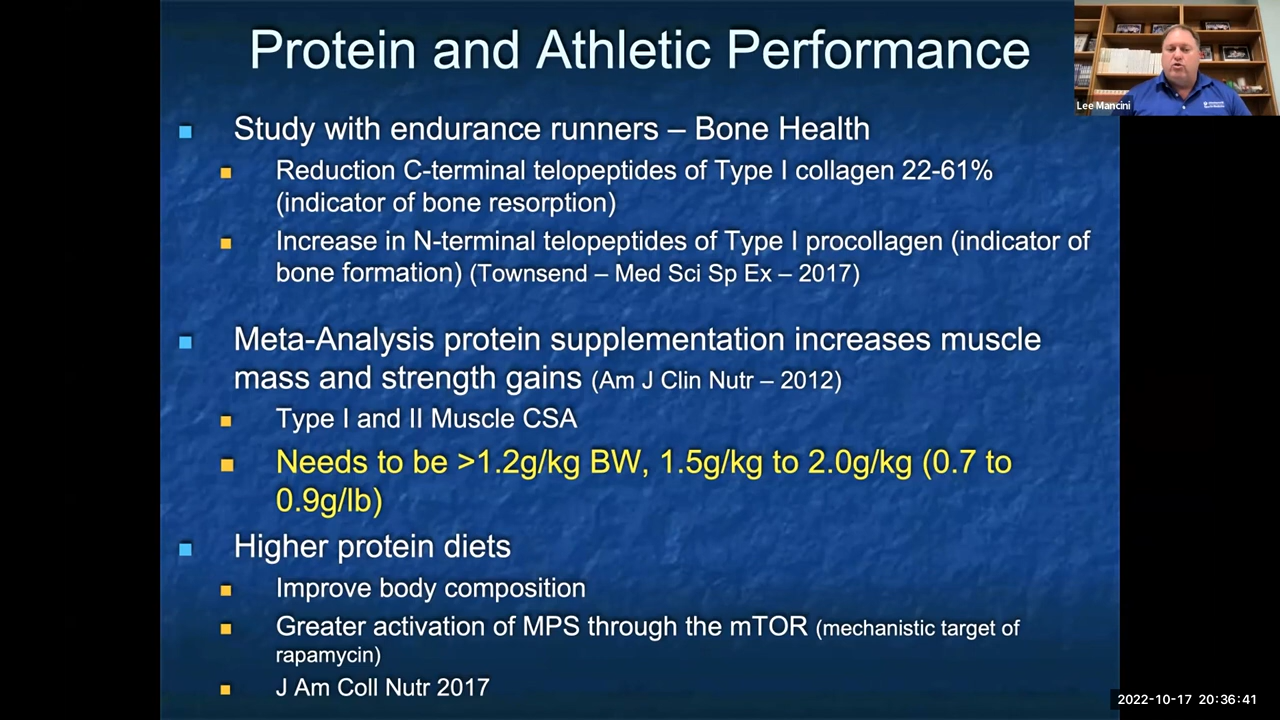 Protein and Athletic Performance
Lee Mancini
Study with endurance runners – Bone Health
Reduction C-terminal telopeptides of Type I collagen 22-61%
(indicator of bone resorption)
Increase in N-terminal telopeptides of Type I procollagen (indicator of
bone formation) (Townsend – Med Sci Sp Ex – 2017)
Meta-Analysis protein supplementation increases muscle
mass and strength gains (Am J Clin Nutr – 2012)
Type I and II Muscle CSA
Needs to be >1.2g/kg BW, 1.5g/kg to 2.0g/kg (0.7 to
0.9g/lb)
Higher protein diets
Improve body composition
Greater activation of MPS through the mTOR (mechanistic target of
rapamycin)
J Am Coll Nutr 2017
2022-10-17 20:36:41